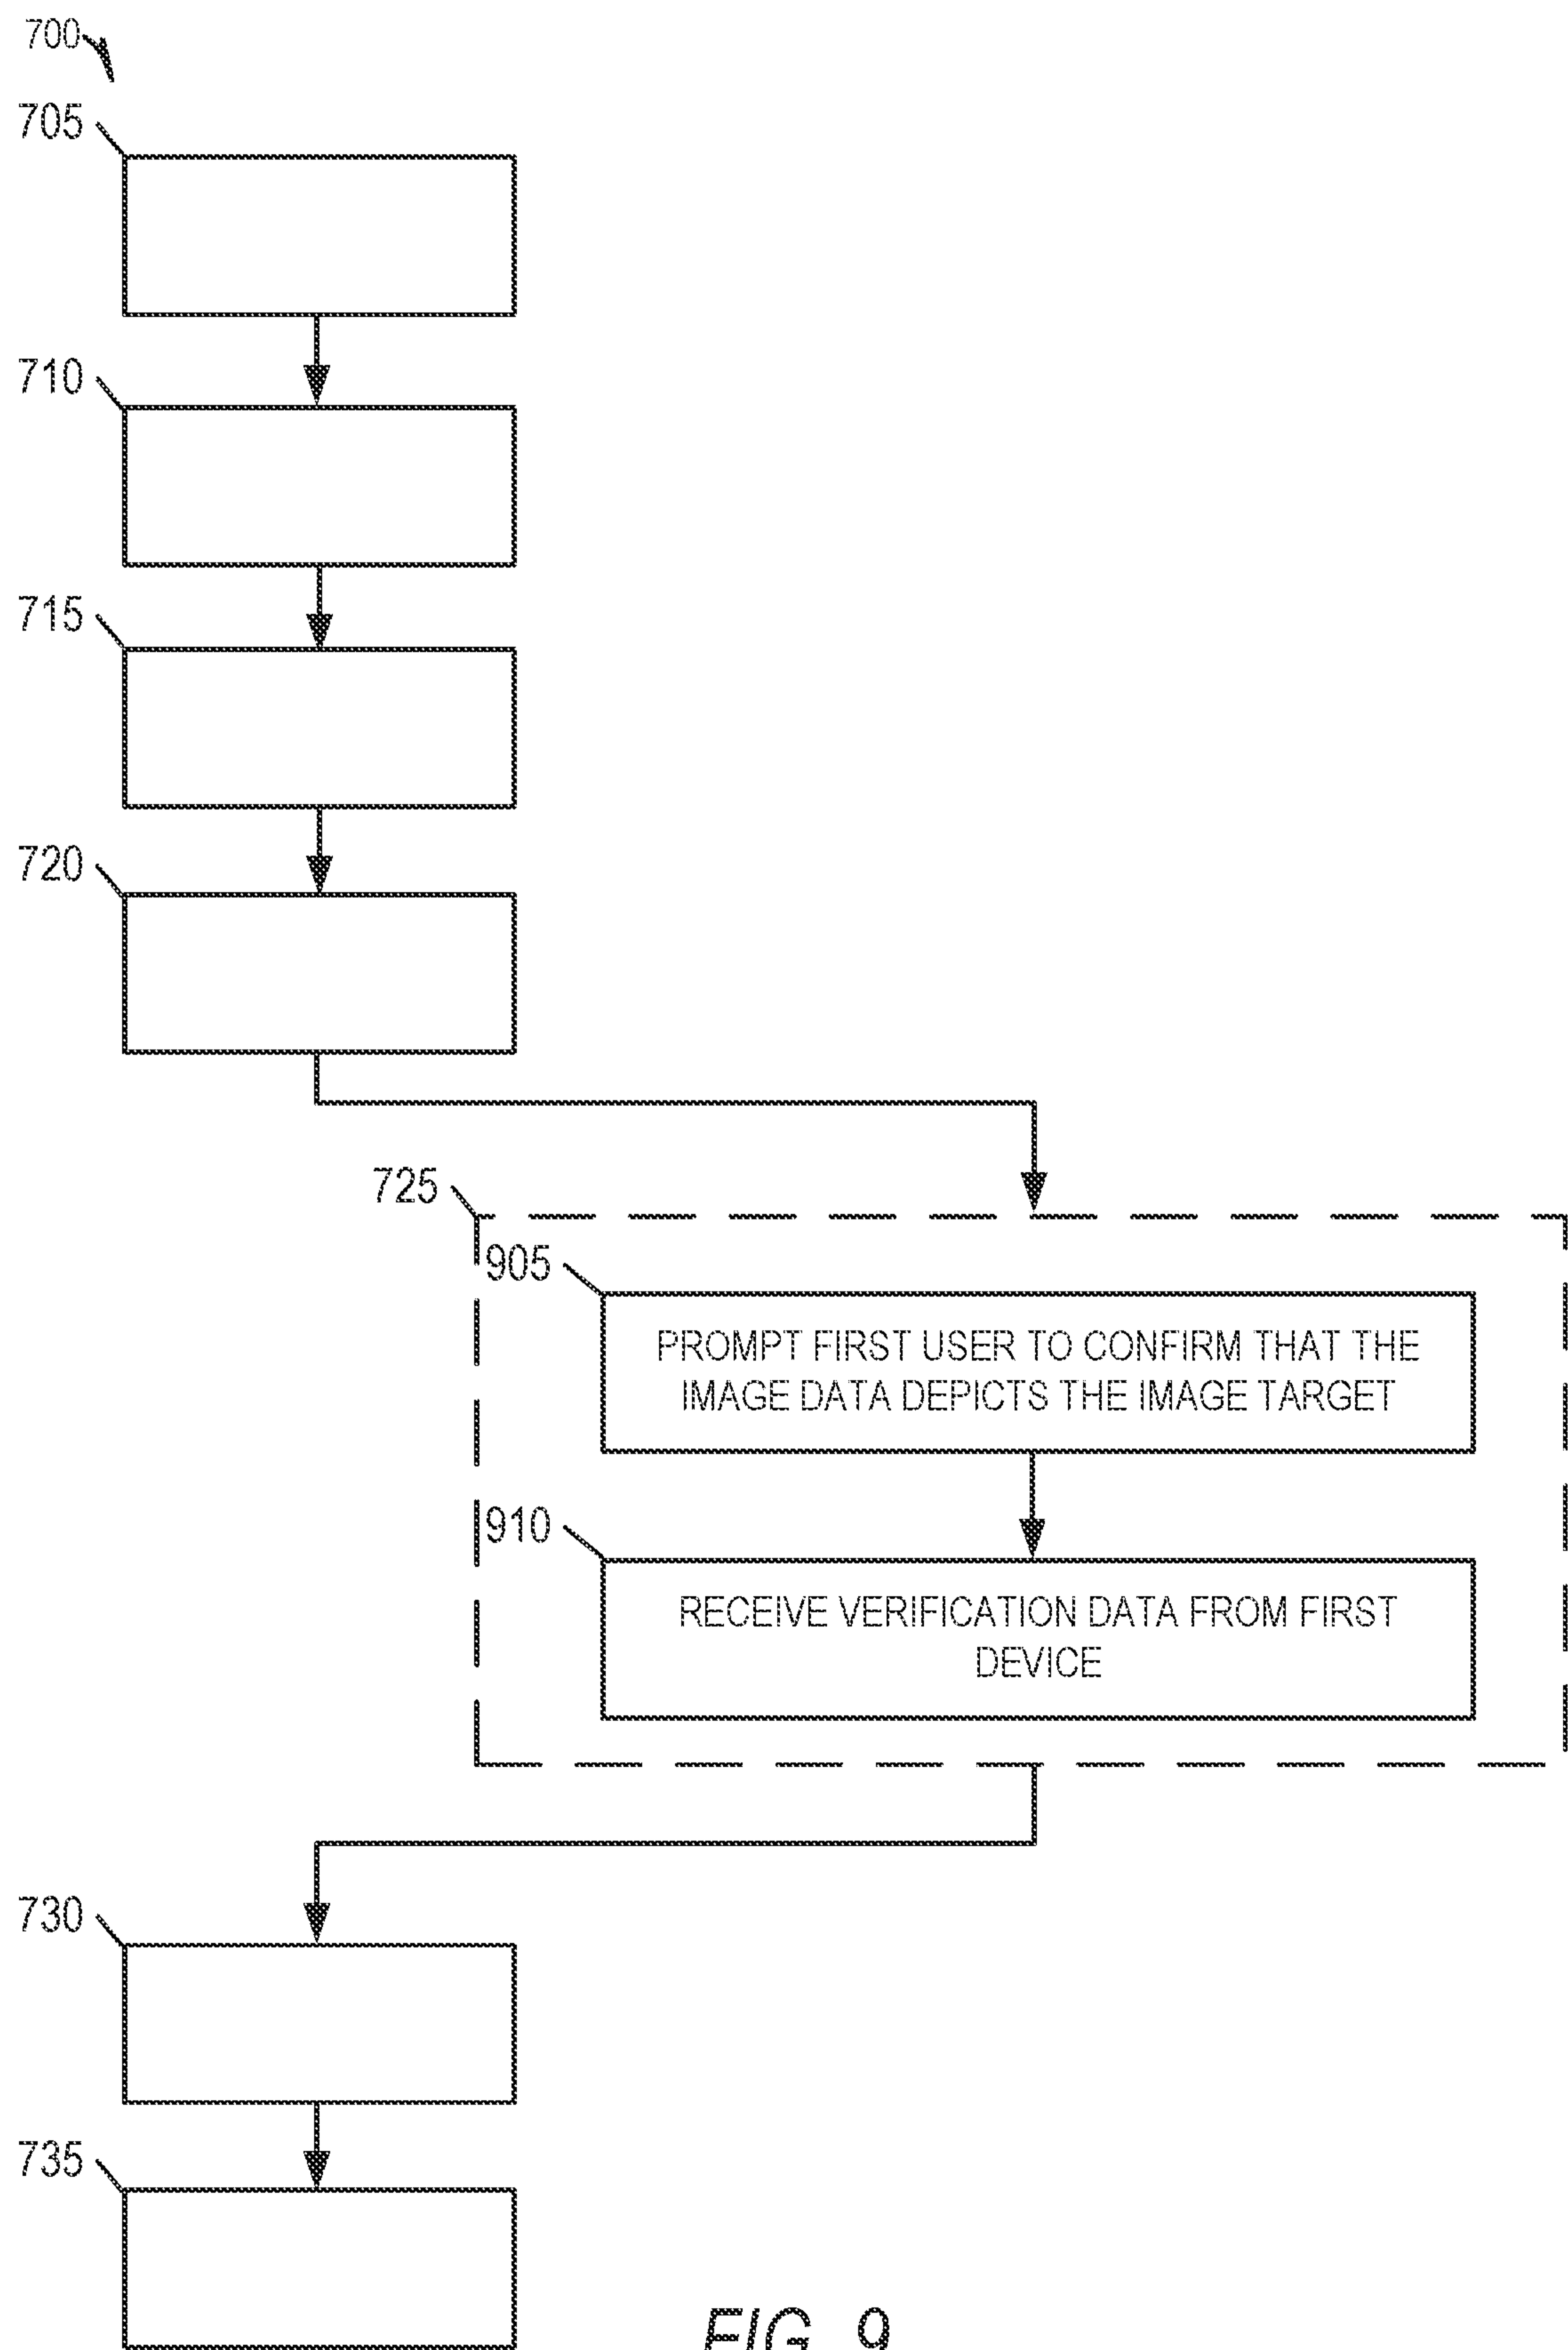 700
705
710
715
720
725
905
PROMPT FIRST USER TO CONFIRM THAT THE
IMAGE DATA DEPICTS THE IMAGE TARGET
910
RECEIVE VERIFICATION DATA FROM FIRST
DEVICE
730
735
FIG. 9